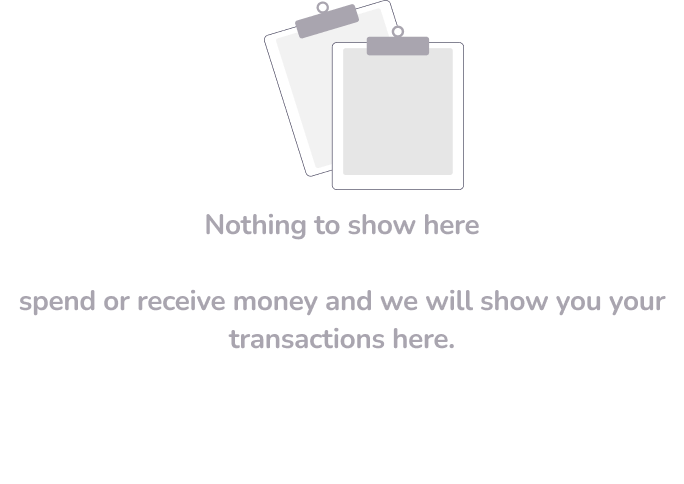 Nothing to show here
spend or receive money and we will show you your
transactions here.